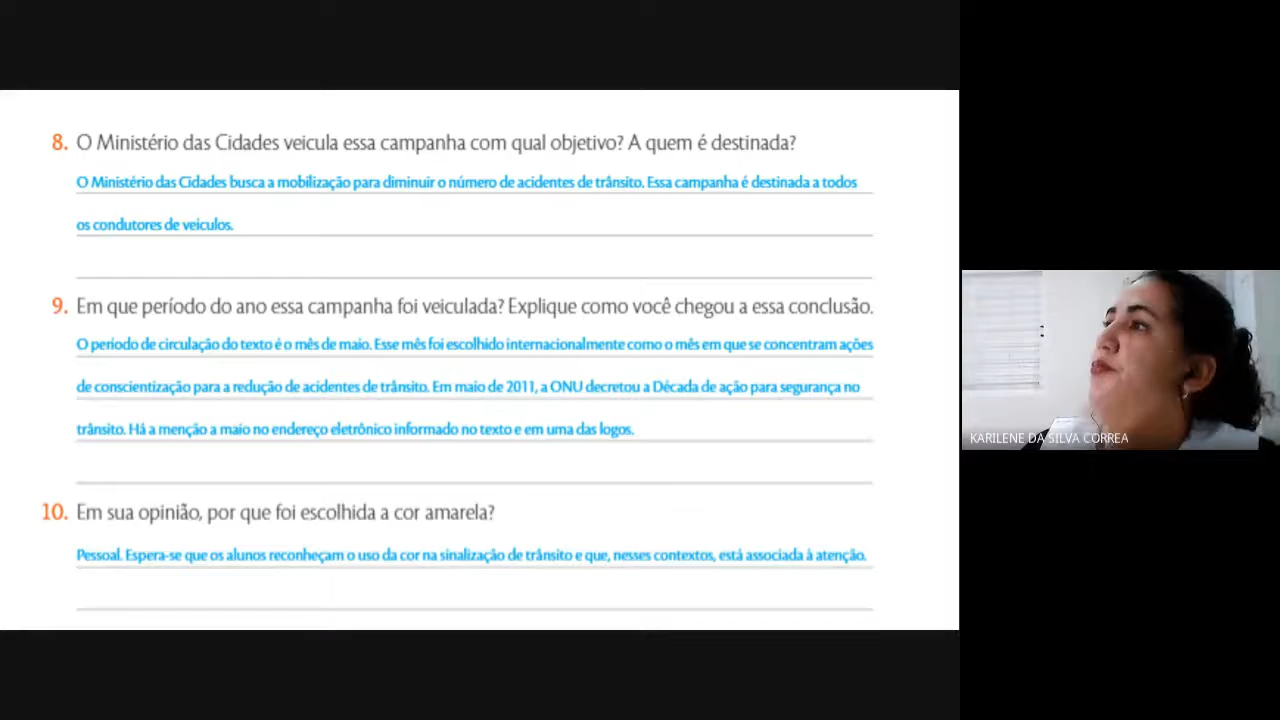 8. O Ministério das Cidades veicula essa campanha com qual objetivo? A quem é destinada?
O Ministério das Cidades busca a mobilização para diminuir o número de acidentes de trânsito. Essa campanha é destinada a todos
os condutores de veículos.
9. Em que período do ano essa campanha foi veiculada? Explique como você chegou a essa conclusão.
O período de circulação do texto é o mês de maio. Esse mês foi escolhido internacionalmente como o mês em que se concentram ações
de conscientização para a redução de acidentes de trânsito. Em maio de 2011, a ONU decretou a Década de ação para segurança no
trânsito. Há a menção a maio no endereço eletrônico informado no texto e em uma das logos.
10. Em sua opinião, por que foi escolhida a cor amarela?
Pessoal. Espera-se que os alunos reconheçam o uso da cor na sinalização de trânsito e que, nesses contextos, está associada à atenção.
KARILENE DA SILVA CORREA